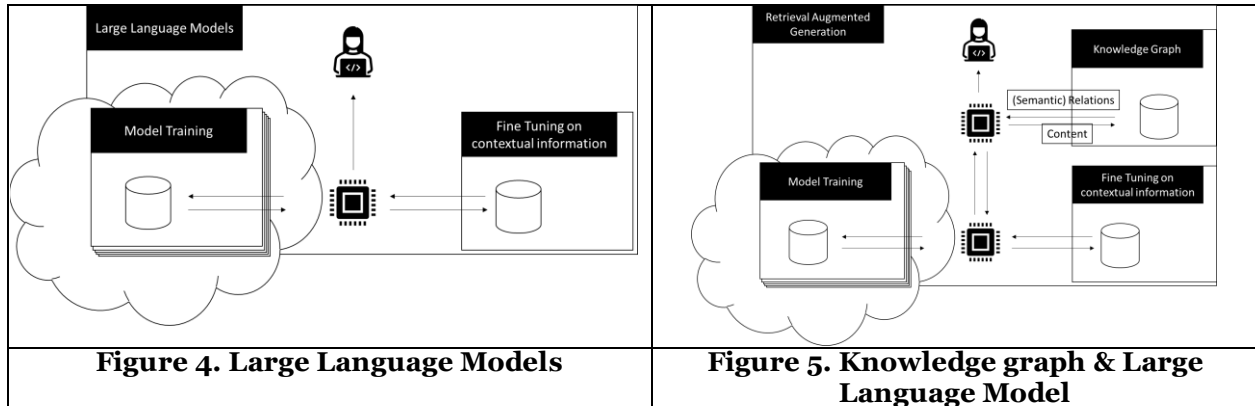 Large Language Models
</>
Model Training
Fine Tuning on
contextual information
Figure 4. Large Language Models
Retrieval Augmented
Generation
</>
Knowledge Graph
(Semantic) Relations
Content
Model Training
Fine Tuning on
contextual information
Figure 5. Knowledge graph & Large
Language Model